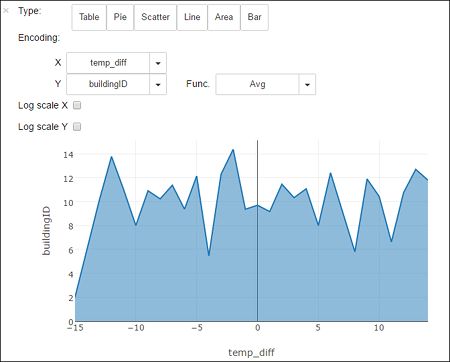 × Type: Table Pie Scatter Line Area Bar
Encoding:
X temp_diff
Y buildingID Func. Avg
Log scale X
Log scale Y
14
12
10
8
6
4
2
0
buildingID
−15 −10 −5 0 5 10
temp_diff